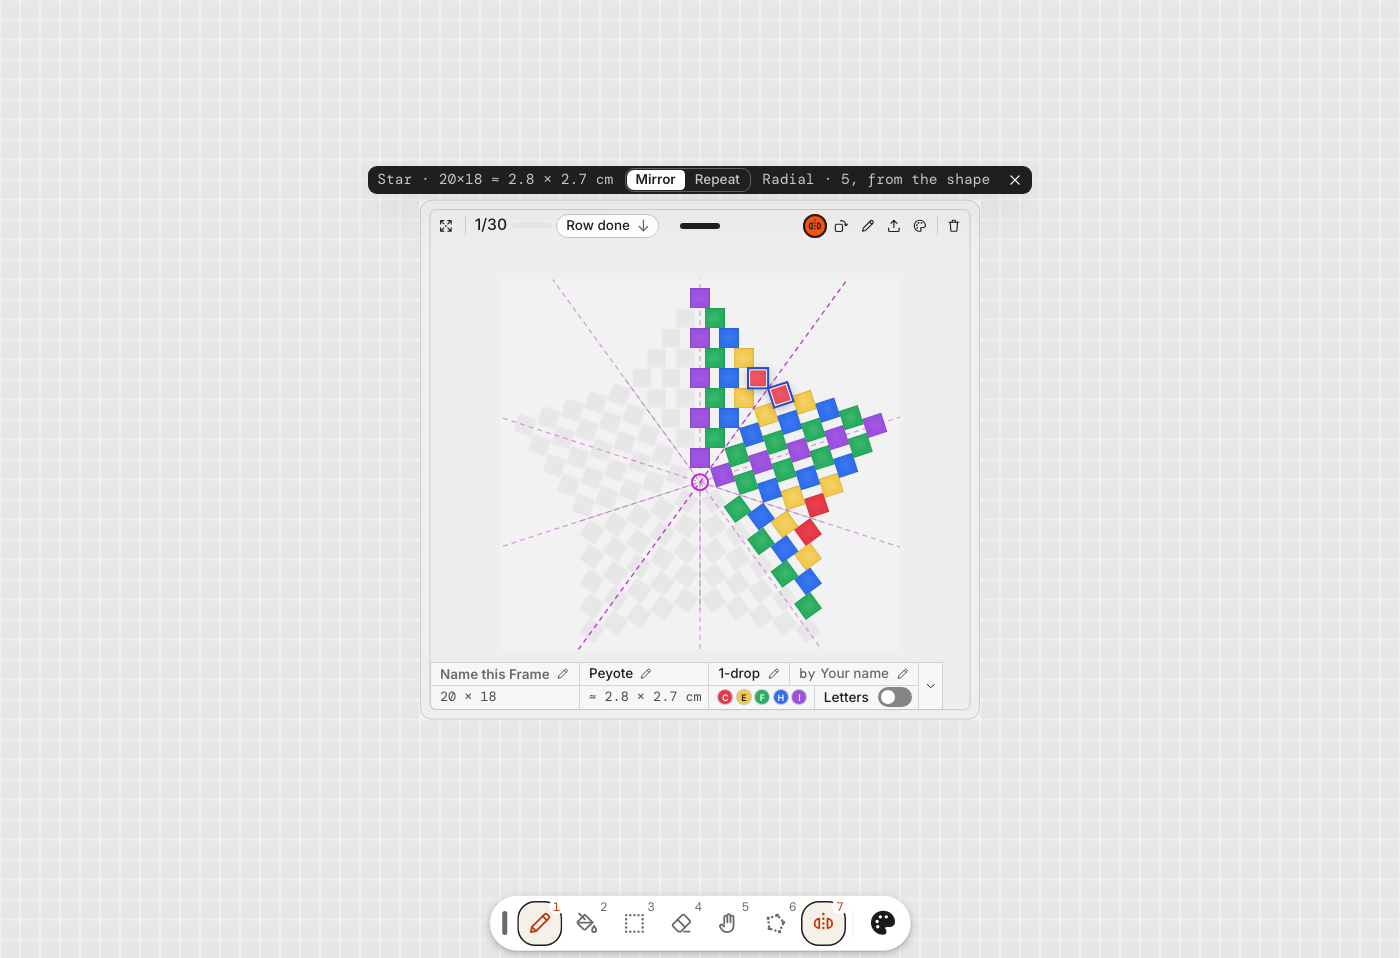 Star · 20×18 ≈ 2.8 × 2.7 cm Mirror Repeat Radial · 5, from the shape
1/30 Row done
Name this Frame Peyote 1-drop by Your name
20 × 18 ≈ 2.8 × 2.7 cm C E F H I Letters
1 2 3 4 5 6 7